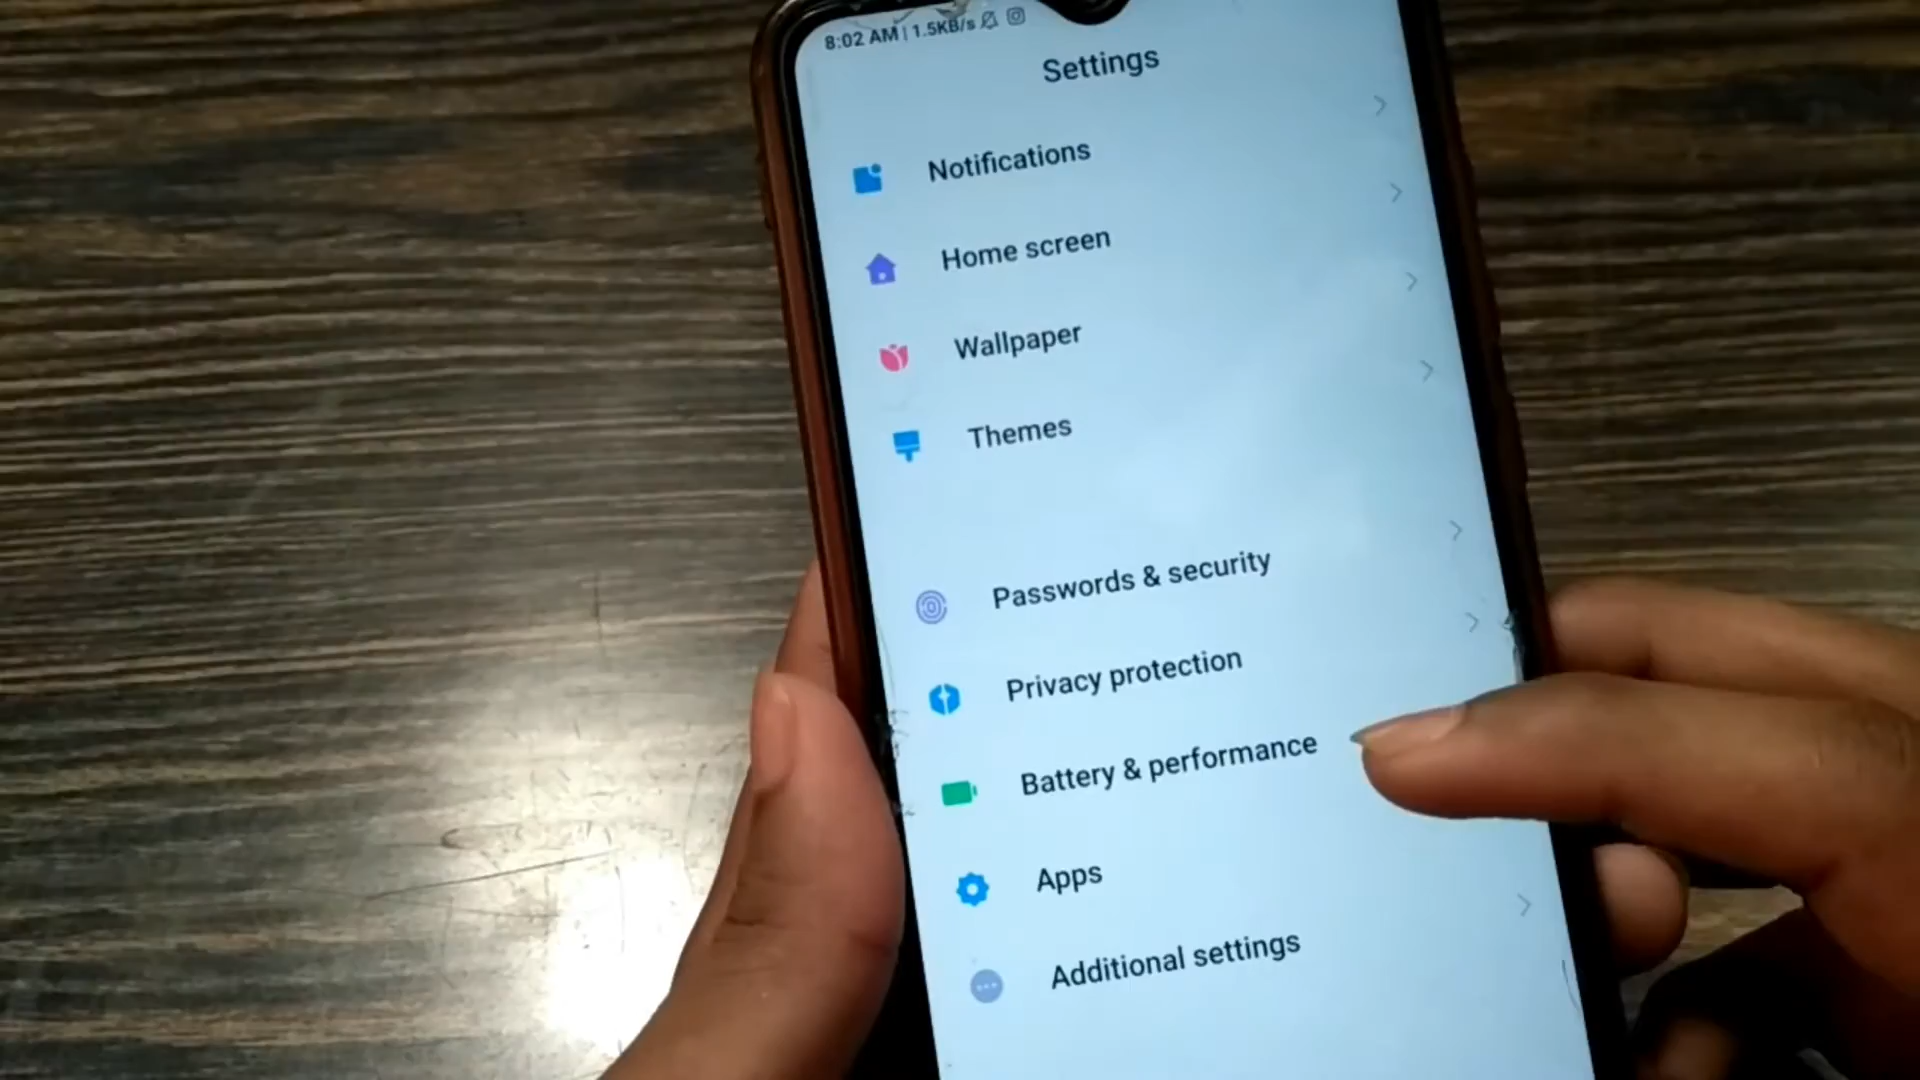 8:02 AM | 1.5KB/s
Settings
Notifications
Home screen
Wallpaper
Themes
Passwords & security
Privacy protection
Battery & performance
Apps
Additional settings